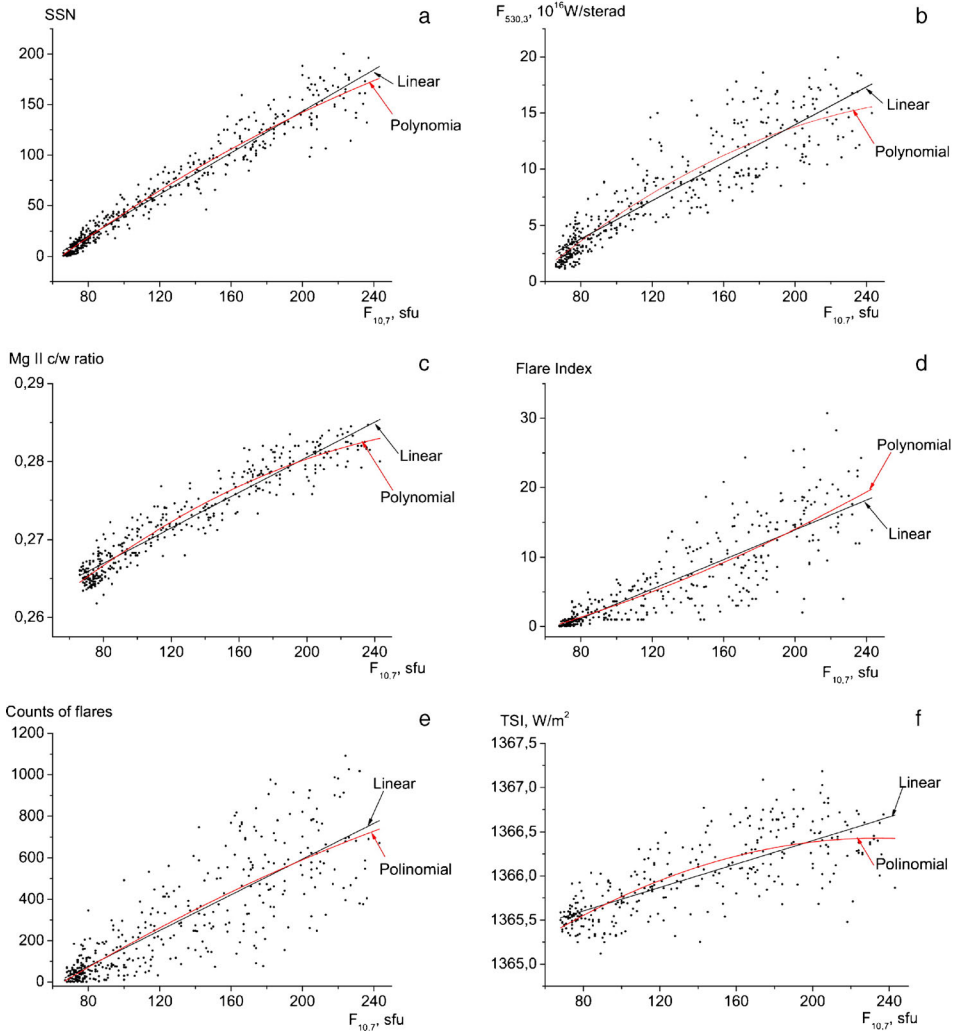 SSN
a
200
150
100
50
0
Linear
Polynomia
80 120 160 200 240
F10,7, sfu
F530,3, 10^16W/sterad
b
20
15
10
5
0
Linear
Polynomial
80 120 160 200 240
F10.7, sfu
Mg II c/w ratio
c
0,29
0,28
0,27
0,26
Linear
Polynomial
80 120 160 200 240
F10,7, sfu
Flare Index
d
30
20
10
0
Polynomial
Linear
80 120 160 200 240
F10,7, sfu
Counts of flares
e
1200
1000
800
600
400
200
0
Linear
Polinomial
80 120 160 200 240
F10,7, sfu
TSI, W/m²
f
1367,5
1367,0
1366,5
1366,0
1365,5
1365,0
Linear
Polinomial
80 120 160 200 240
F10,7, sfu